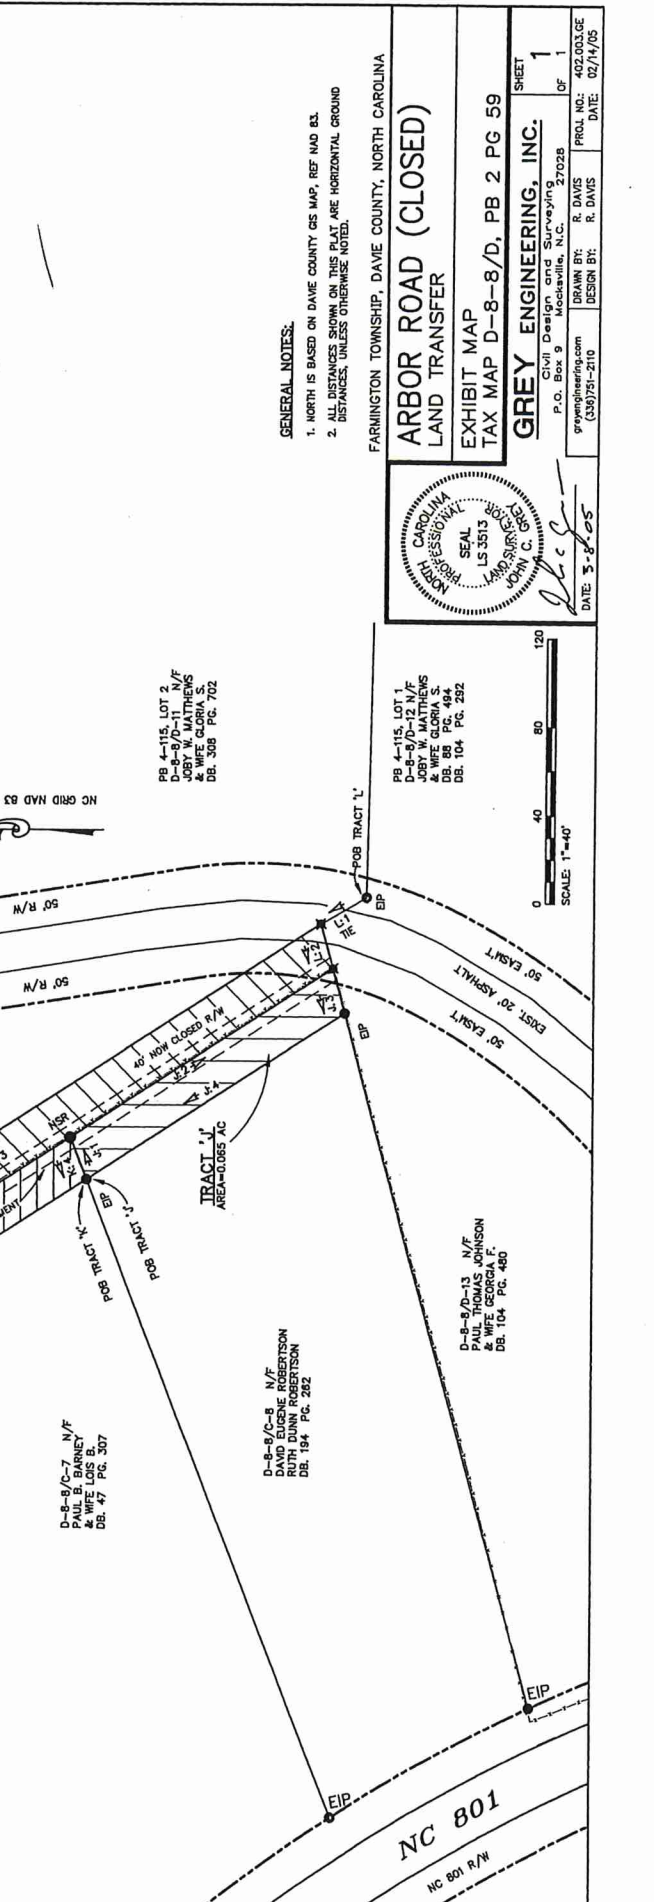 GENERAL NOTES:
1. NORTH IS BASED ON DAVIE COUNTY GIS MAP, REF NAD 83.
2. ALL DISTANCES SHOWN ON THIS PLAT ARE HORIZONTAL GROUND
DISTANCES, UNLESS OTHERWISE NOTED.
FARMINGTON TOWNSHIP, DAVIE COUNTY, NORTH CAROLINA
ARBOR ROAD (CLOSED)
LAND TRANSFER
EXHIBIT MAP
TAX MAP D-8-8/D, PB 2 PG 59
GREY ENGINEERING, INC.
Civil Design and Surveying
P.O. Box 9 Mocksville, N.C. 27028
SHEET
1
OF 1
greyengineering.com
(336)751-2110
DRAWN BY: R. DAVIS
DESIGN BY: R. DAVIS
PROJ. NO.: 402.003.GE
DATE: 02/14/05
NORTH CAROLINA
PROFESSIONAL
SEAL
LS 3513
LAND SURVEYOR
JOHN C. GREY
DATE: 3-8-05
NC GRID NAD 83
PB 4-115, LOT 2
D-8-8/D-11 N/F
JOBY W. MATTHEWS
& WIFE GLORIA S.
DB. 308 PG. 702
PB 4-115, LOT 1
D-8-8/D-12 N/F
JOBY W. MATTHEWS
& WIFE GLORIA S.
DB. 88 PG. 494
DB. 104 PG. 292
0 40 80 120
SCALE: 1"=40'
50' R/W
50' R/W
POB TRACT 'L'
EIP
L:1
TIE
L:2
J:3
EIP
50' EASM'T
EXIST. 20' ASPHALT
50' EASM'T
40' NOW CLOSED R/W
J:2
J:4
NSR
3
J:1
EIP
POB TRACT 'K'
POB TRACT 'J'
TRACT 'J'
AREA=0.065 AC
D-8-8/C-7 N/F
PAUL B. BARNEY
& WIFE LOIS B.
DB. 47 PG. 307
D-8-8/C-8 N/F
DAVID EUGENE ROBERTSON
RUTH DUNN ROBERTSON
DB. 194 PG. 262
D-8-8/D-13 N/F
PAUL THOMAS JOHNSON
& WIFE GEORGIA F.
DB. 104 PG. 480
EIP
EIP
NC 801
NC 801 R/W